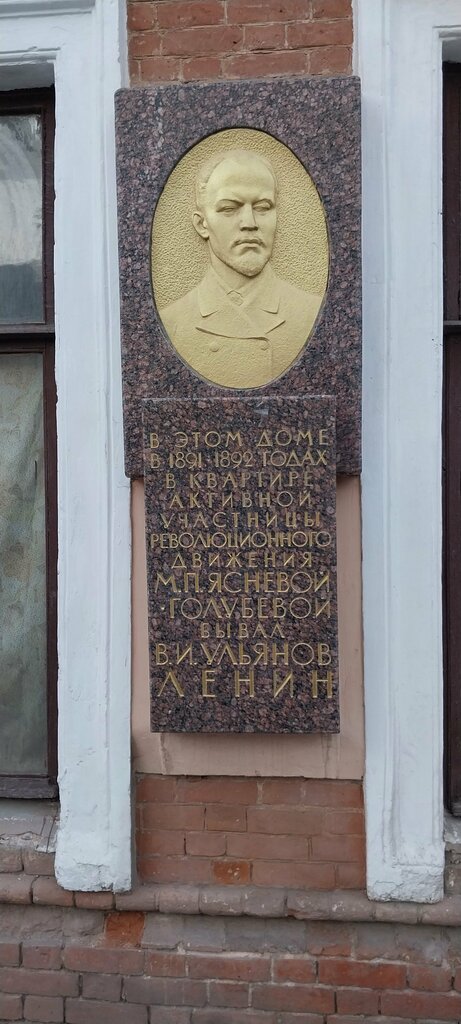 В ЭТОМ ДОМЕ
В 1891-1892 ГОДАХ
В КВАРТИРЕ
АКТИВНОЙ
УЧАСТНИЦЫ
РЕВОЛЮЦИОННОГО
ДВИЖЕНИЯ
М.П.ЯСНЕВОЙ
-ГОЛУБЕВОЙ
БЫВАЛ
В.И.УЛЬЯНОВ
ЛЕНИН